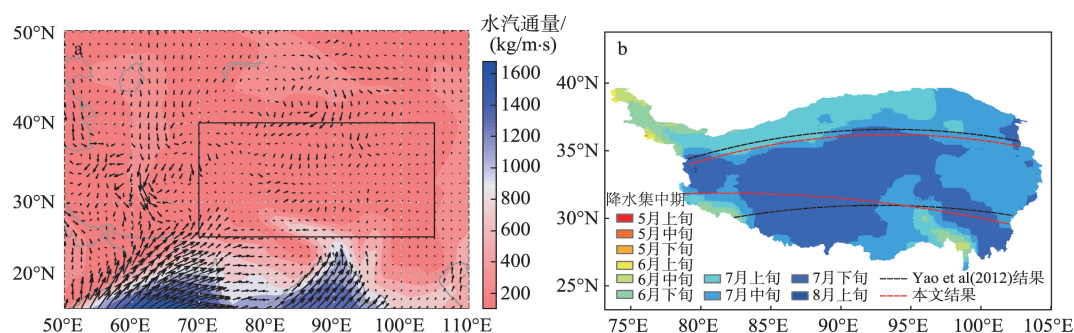 a
50°N
40°N
30°N
20°N
50°E 60°E 70°E 80°E 90°E 100°E 110°E
水汽通量/
(kg/m·s)
1600
1400
1200
1000
800
600
400
200
b
40°N
35°N
30°N
25°N
降水集中期
5月上旬
5月中旬
5月下旬
6月上旬
6月中旬 7月上旬 7月下旬 Yao et al(2012)结果
6月下旬 7月中旬 8月上旬 本文结果
75°E 80°E 85°E 90°E 95°E 100°E 105°E